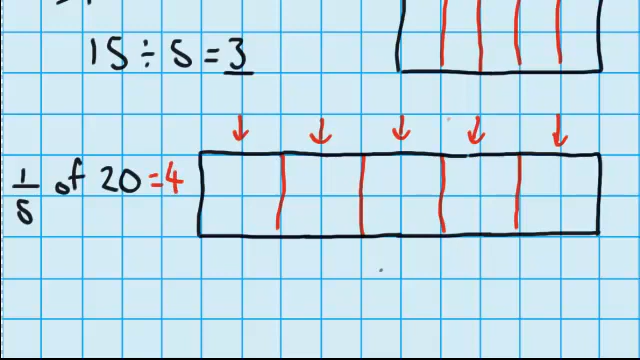 15 ÷ 5 = 3
1/5 of 20 = 4